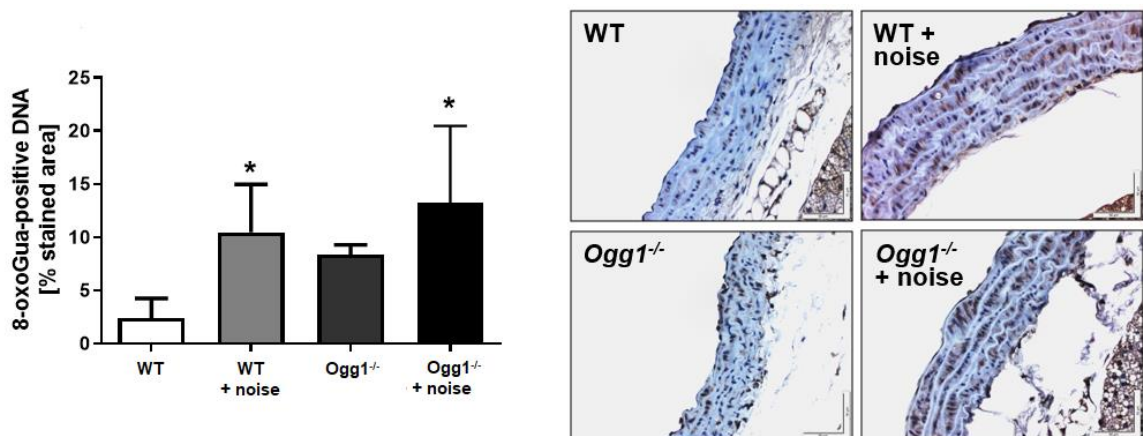 8-oxoGua-positive DNA
[% stained area]
25
20
15
10
5
0
*
*
WT
WT
+ noise
Ogg1-/-
Ogg1-/-
+ noise
WT
WT +
noise
Ogg1-/-
Ogg1-/-
+ noise